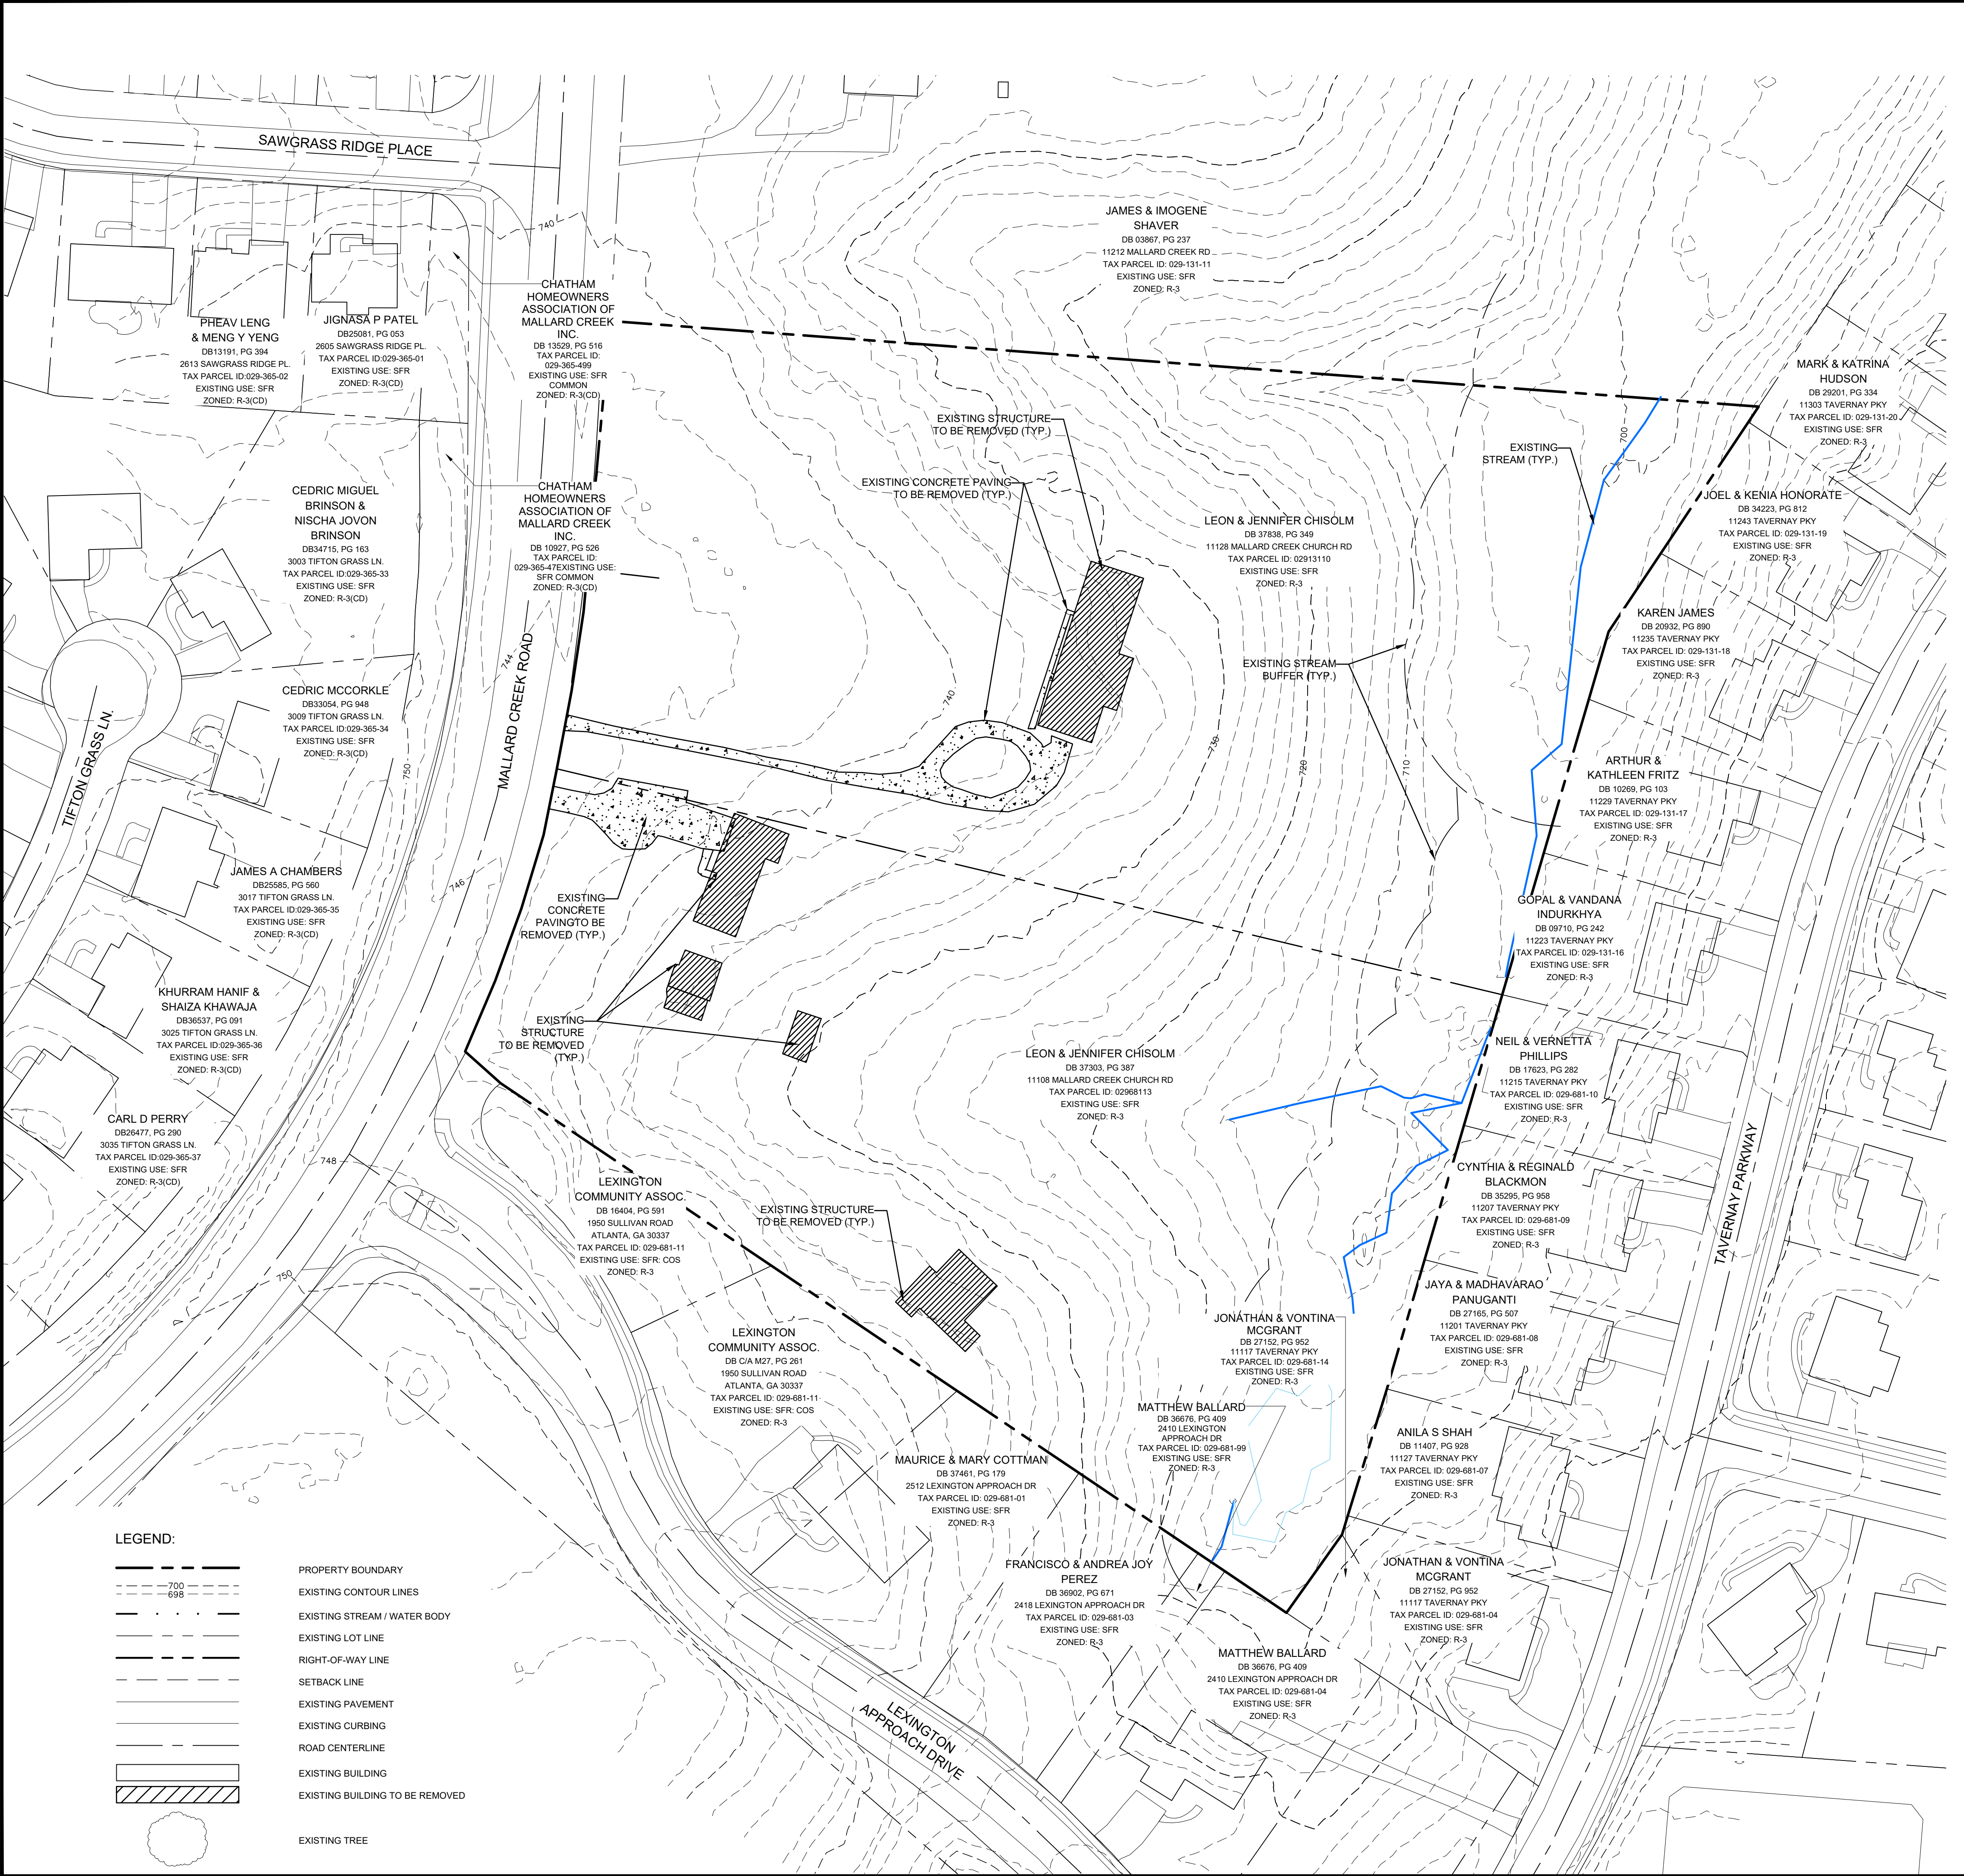 SAWGRASS RIDGE PLACE
740
JAMES & IMOGENE
SHAVER
DB 03867, PG 237
11212 MALLARD CREEK RD
TAX PARCEL ID: 029-131-11
EXISTING USE: SFR
ZONED: R-3
CHATHAM
HOMEOWNERS
ASSOCIATION OF
MALLARD CREEK
INC.
DB 13529, PG 516
TAX PARCEL ID:
029-365-499
EXISTING USE: SFR
COMMON
ZONED: R-3(CD)
PHEAV LENG
& MENG Y YENG
DB13191, PG 394
2613 SAWGRASS RIDGE PL.
TAX PARCEL ID:029-365-02
EXISTING USE: SFR
ZONED: R-3(CD)
JIGNASA P PATEL
DB25081, PG 053
2605 SAWGRASS RIDGE PL.
TAX PARCEL ID:029-365-01
EXISTING USE: SFR
ZONED: R-3(CD)
MARK & KATRINA
HUDSON
DB 29201, PG 334
11303 TAVERNAY PKY
TAX PARCEL ID: 029-131-20
EXISTING USE: SFR
ZONED: R-3
EXISTING STRUCTURE
TO BE REMOVED (TYP.)
700
EXISTING
STREAM (TYP.)
EXISTING CONCRETE PAVING
TO BE REMOVED (TYP.)
CHATHAM
HOMEOWNERS
ASSOCIATION OF
MALLARD CREEK
INC.
DB 10927, PG 526
TAX PARCEL ID:
029-365-47EXISTING USE:
SFR COMMON
ZONED: R-3(CD)
CEDRIC MIGUEL
BRINSON &
NISCHA JOVON
BRINSON
DB34715, PG 163
3003 TIFTON GRASS LN.
TAX PARCEL ID:029-365-33
EXISTING USE: SFR
ZONED: R-3(CD)
LEON & JENNIFER CHISOLM
DB 37838, PG 349
11128 MALLARD CREEK CHURCH RD
TAX PARCEL ID: 02913110
EXISTING USE: SFR
ZONED: R-3
JOEL & KENIA HONORATE
DB 34223, PG 812
11243 TAVERNAY PKY
TAX PARCEL ID: 029-131-19
EXISTING USE: SFR
ZONED: R-3
KAREN JAMES
DB 20932, PG 890
11235 TAVERNAY PKY
TAX PARCEL ID: 029-131-18
EXISTING USE: SFR
ZONED: R-3
744
MALLARD CREEK ROAD
EXISTING STREAM
BUFFER (TYP.)
CEDRIC MCCORKLE
DB33054, PG 948
3009 TIFTON GRASS LN.
TAX PARCEL ID:029-365-34
EXISTING USE: SFR
ZONED: R-3(CD)
TIFTON GRASS LN.
750
740
730
720
710
ARTHUR &
KATHLEEN FRITZ
DB 10269, PG 103
11229 TAVERNAY PKY
TAX PARCEL ID: 029-131-17
EXISTING USE: SFR
ZONED: R-3
JAMES A CHAMBERS
DB25585, PG 560
3017 TIFTON GRASS LN.
TAX PARCEL ID:029-365-35
EXISTING USE: SFR
ZONED: R-3(CD)
746
EXISTING
CONCRETE
PAVINGTO BE
REMOVED (TYP.)
GOPAL & VANDANA
INDURKHYA
DB 09710, PG 242
11223 TAVERNAY PKY
TAX PARCEL ID: 029-131-16
EXISTING USE: SFR
ZONED: R-3
KHURRAM HANIF &
SHAIZA KHAWAJA
DB36537, PG 091
3025 TIFTON GRASS LN.
TAX PARCEL ID:029-365-36
EXISTING USE: SFR
ZONED: R-3(CD)
EXISTING
STRUCTURE
TO BE REMOVED
(TYP.)
LEON & JENNIFER CHISOLM
DB 37303, PG 387
11108 MALLARD CREEK CHURCH RD
TAX PARCEL ID: 02968113
EXISTING USE: SFR
ZONED: R-3
NEIL & VERNETTA
PHILLIPS
DB 17623, PG 282
11215 TAVERNAY PKY
TAX PARCEL ID: 029-681-10
EXISTING USE: SFR
ZONED: R-3
CARL D PERRY
DB26477, PG 290
3035 TIFTON GRASS LN.
TAX PARCEL ID:029-365-37
EXISTING USE: SFR
ZONED: R-3(CD)
748
TAVERNAY PARKWAY
CYNTHIA & REGINALD
BLACKMON
DB 35295, PG 958
11207 TAVERNAY PKY
TAX PARCEL ID: 029-681-09
EXISTING USE: SFR
ZONED: R-3
LEXINGTON
COMMUNITY ASSOC.
DB 16404, PG 591
1950 SULLIVAN ROAD
ATLANTA, GA 30337
TAX PARCEL ID: 029-681-11
EXISTING USE: SFR: COS
ZONED: R-3
EXISTING STRUCTURE
TO BE REMOVED (TYP.)
750
JAYA & MADHAVARAO
PANUGANTI
DB 27165, PG 507
11201 TAVERNAY PKY
TAX PARCEL ID: 029-681-08
EXISTING USE: SFR
ZONED: R-3
JONATHAN & VONTINA
MCGRANT
DB 27152, PG 952
11117 TAVERNAY PKY
TAX PARCEL ID: 029-681-14
EXISTING USE: SFR
ZONED: R-3
LEXINGTON
COMMUNITY ASSOC.
DB C/A M27, PG 261
1950 SULLIVAN ROAD
ATLANTA, GA 30337
TAX PARCEL ID: 029-681-11
EXISTING USE: SFR: COS
ZONED: R-3
MATTHEW BALLARD
DB 36676, PG 409
2410 LEXINGTON
APPROACH DR
TAX PARCEL ID: 029-681-99
EXISTING USE: SFR
ZONED: R-3
ANILA S SHAH
DB 11407, PG 928
11127 TAVERNAY PKY
TAX PARCEL ID: 029-681-07
EXISTING USE: SFR
ZONED: R-3
MAURICE & MARY COTTMAN
DB 37461, PG 179
2512 LEXINGTON APPROACH DR
TAX PARCEL ID: 029-681-01
EXISTING USE: SFR
ZONED: R-3
FRANCISCO & ANDREA JOY
PEREZ
DB 36902, PG 671
2418 LEXINGTON APPROACH DR
TAX PARCEL ID: 029-681-03
EXISTING USE: SFR
ZONED: R-3
JONATHAN & VONTINA
MCGRANT
DB 27152, PG 952
11117 TAVERNAY PKY
TAX PARCEL ID: 029-681-04
EXISTING USE: SFR
ZONED: R-3
MATTHEW BALLARD
DB 36676, PG 409
2410 LEXINGTON APPROACH DR
TAX PARCEL ID: 029-681-04
EXISTING USE: SFR
ZONED: R-3
LEXINGTON
APPROACH DRIVE
LEGEND:
PROPERTY BOUNDARY
700
698
EXISTING CONTOUR LINES
EXISTING STREAM / WATER BODY
EXISTING LOT LINE
RIGHT-OF-WAY LINE
SETBACK LINE
EXISTING PAVEMENT
EXISTING CURBING
ROAD CENTERLINE
EXISTING BUILDING
EXISTING BUILDING TO BE REMOVED
EXISTING TREE